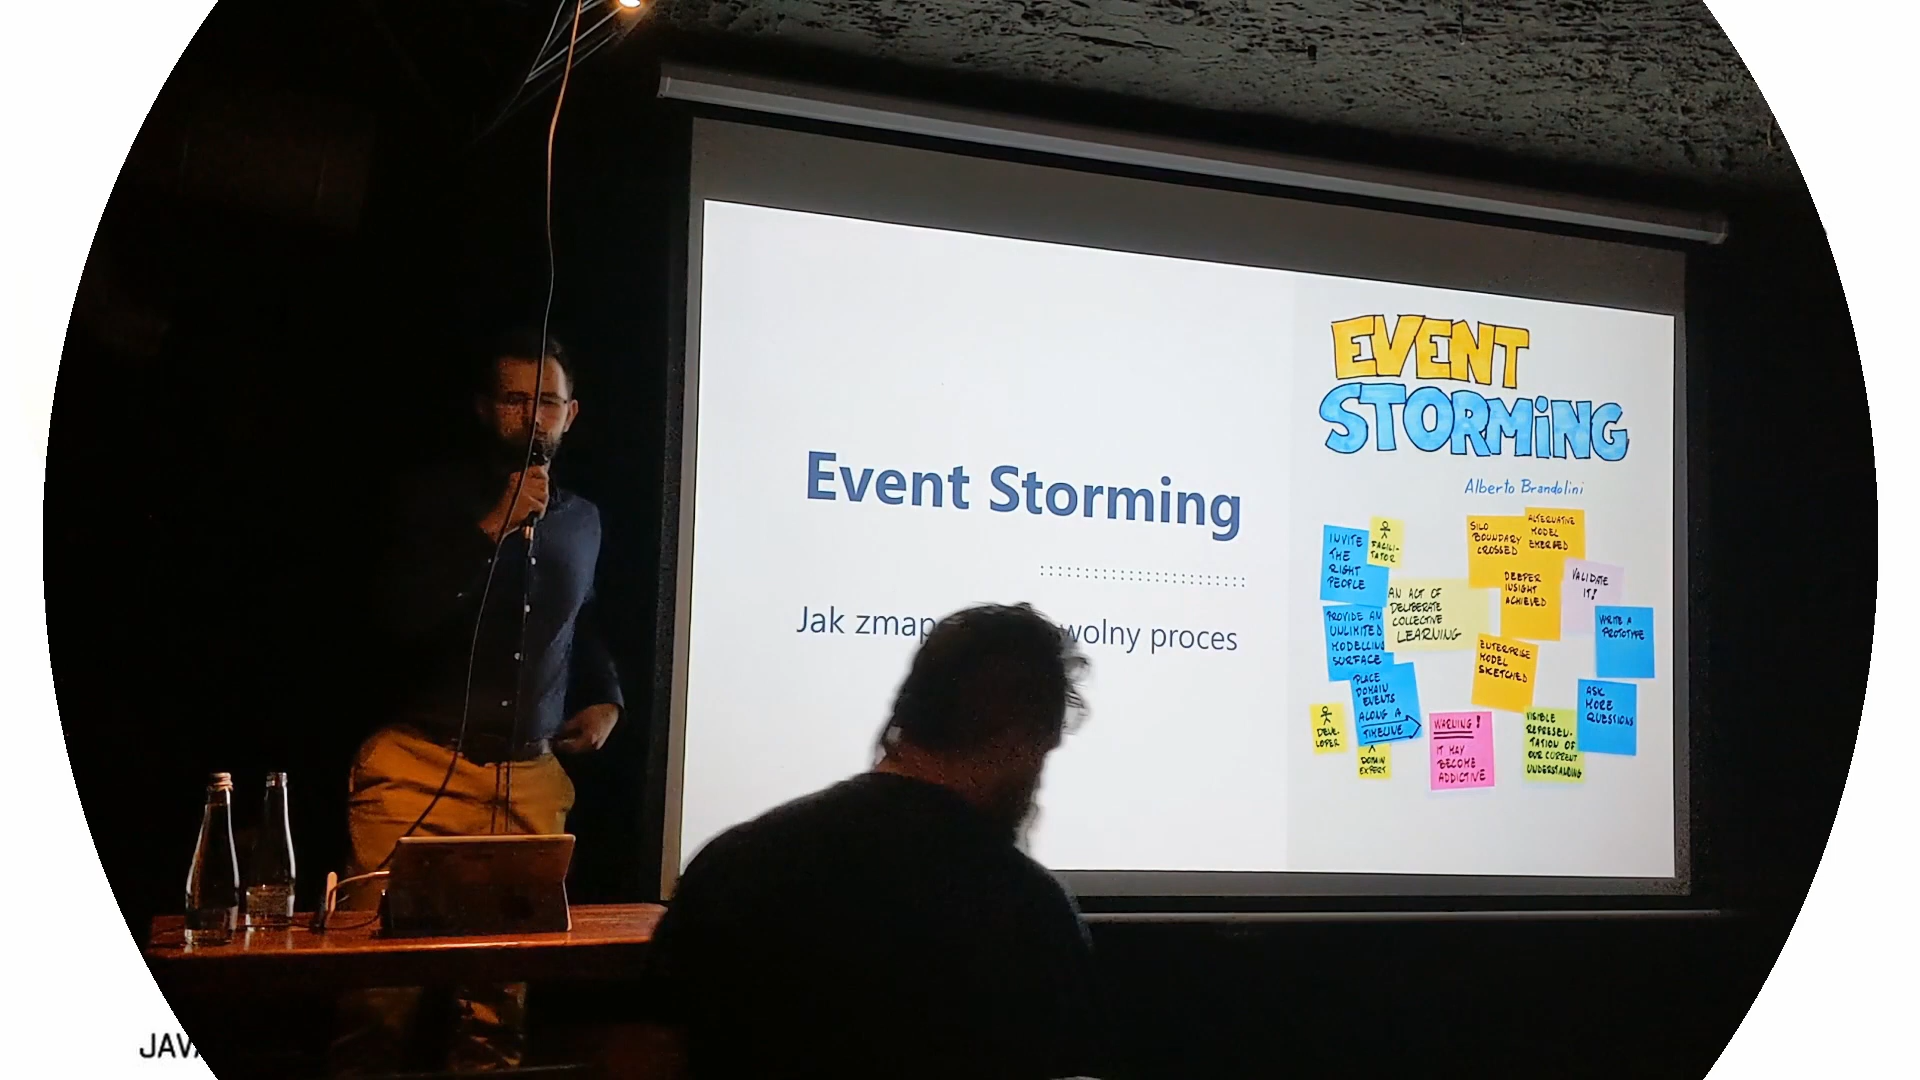 EVENT
STORMING
Alberto Brandolini
Event Storming
Jak zmap wolny proces
INVITE
THE
RIGHT
PEOPLE
FACILI-
TATOR
SILO
BOUNDARY
CROSSED
ALTERNATIVE
MODEL
EMERGED
AN ACT OF
DELIBERATE
COLLECTIVE
LEARNING
DEEPER
INSIGHT
ACHIEVED
VALIDATE
IT!
PROVIDE AN
UNLIMITED
MODELLING
SURFACE
WRITE A
PROTOTYPE
ENTERPRISE
MODEL
SKETCHED
PLACE
DOMAIN
EVENTS
ALONG A
TIMELINE
ASK
MORE
QUESTIONS
DEVE-
LOPER
DOMAIN
EXPERT
WARNING!
IT MAY
BECOME
ADDICTIVE
VISIBLE
REPRESEN-
TATION OF
OUR CURRENT
UNDERSTANDING
JAV